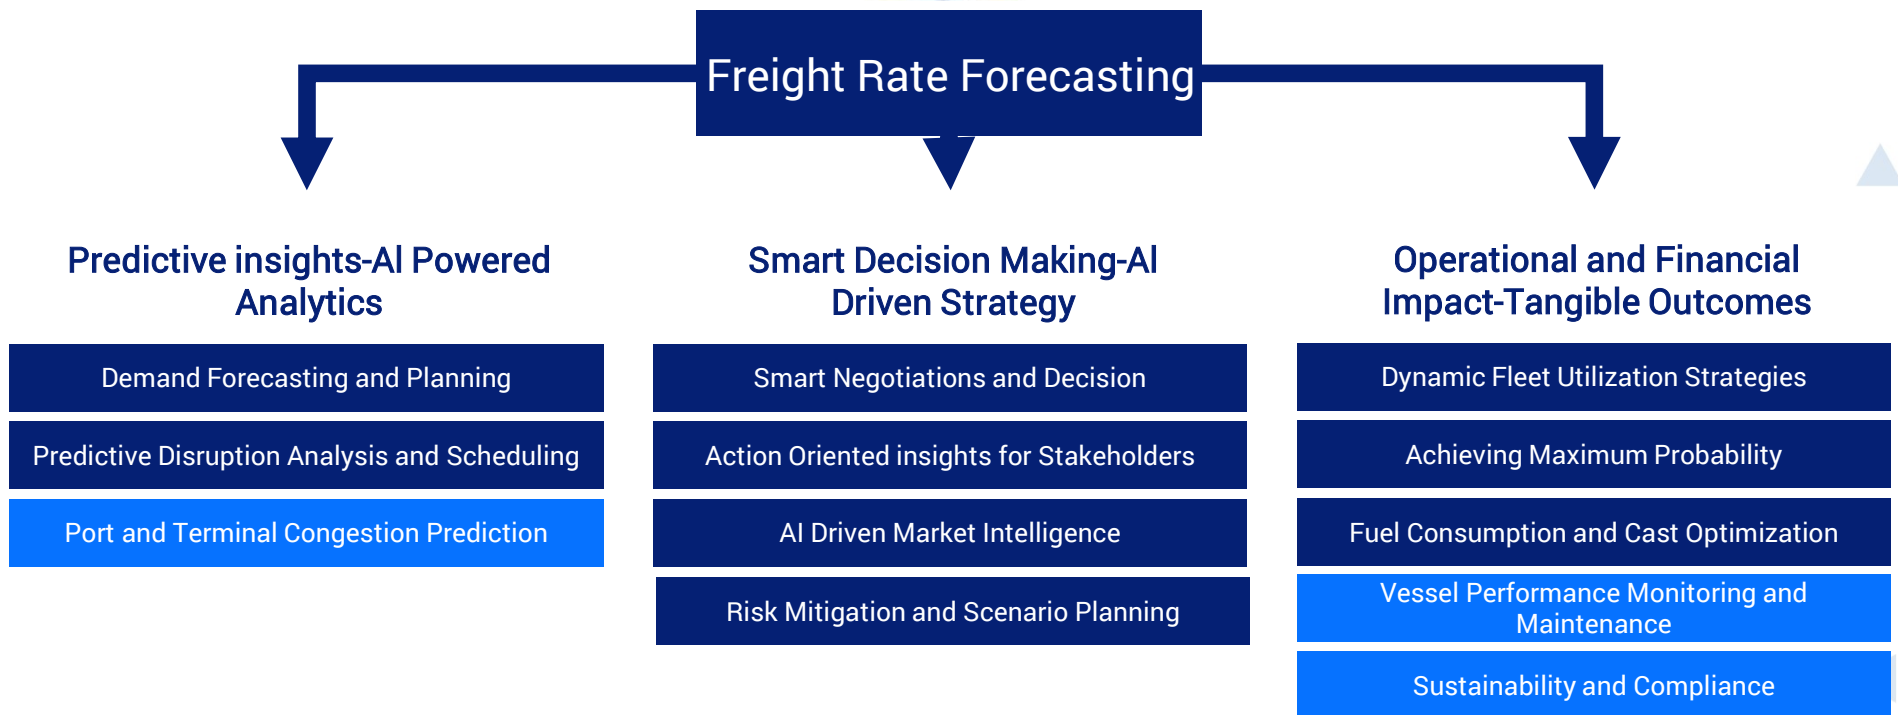 Freight Rate Forecasting
Predictive insights-Al Powered
Analytics
Demand Forecasting and Planning
Predictive Disruption Analysis and Scheduling
Port and Terminal Congestion Prediction
Smart Decision Making-Al
Driven Strategy
Smart Negotiations and Decision
Action Oriented insights for Stakeholders
AI Driven Market Intelligence
Risk Mitigation and Scenario Planning
Operational and Financial
Impact-Tangible Outcomes
Dynamic Fleet Utilization Strategies
Achieving Maximum Probability
Fuel Consumption and Cast Optimization
Vessel Performance Monitoring and
Maintenance
Sustainability and Compliance